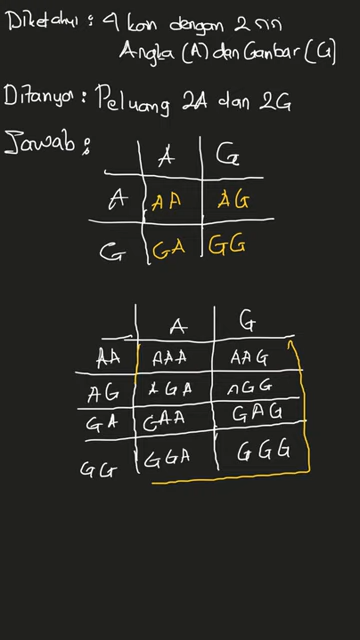 Diketahui : 4 koin dengan 2 sisi
Angka (A) dan Gambar (G)
Ditanya : Peluang 2A dan 2G
Jawab :
A G
A AA AG
G GA GG
A G
AA AAA AAG
AG AGA AGG
GA GAA GAG
GG GGA GGG